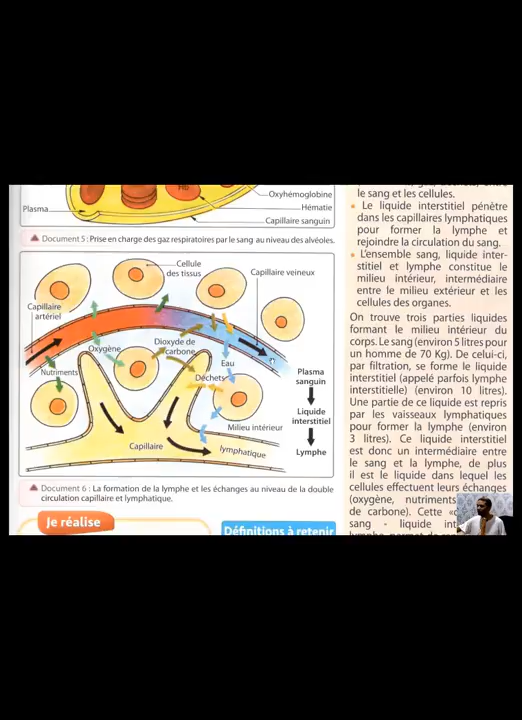 Oxyhémoglobine
Hb
Plasma
Hématie
Capillaire sanguin
Document 5 : Prise en charge des gaz respiratoires par le sang au niveau des alvéoles.
Cellule
des tissus
Capillaire veineux
Capillaire
artériel
Oxygène
Dioxyde de
carbone
Nutriments
Eau
Déchets
Plasma
sanguin
Liquide
interstitiel
Lymphe
Milieu intérieur
Capillaire
lymphatique
Document 6 : La formation de la lymphe et les échanges au niveau de la double
circulation capillaire et lymphatique.
Je réalise
Définitions à retenir
le sang et les cellules.
• Le liquide interstitiel pénètre
dans les capillaires lymphatiques
pour former la lymphe et
rejoindre la circulation du sang.
• L'ensemble sang, liquide inter-
stitiel et lymphe constitue le
milieu intérieur, intermédiaire
entre le milieu extérieur et les
cellules des organes.
On trouve trois parties liquides
formant le milieu intérieur du
corps. Le sang (environ 5 litres pour
un homme de 70 Kg). De celui-ci,
par filtration, se forme le liquide
interstitiel (appelé parfois lymphe
interstitielle) (environ 10 litres).
Une partie de ce liquide est repris
par les vaisseaux lymphatiques
pour former la lymphe (environ
3 litres). Ce liquide interstitiel
est donc un intermédiaire entre
le sang et la lymphe, de plus
il est le liquide dans lequel les
cellules effectuent leurs échanges
(oxygène, nutriments
de carbone). Cette
sang - liquide